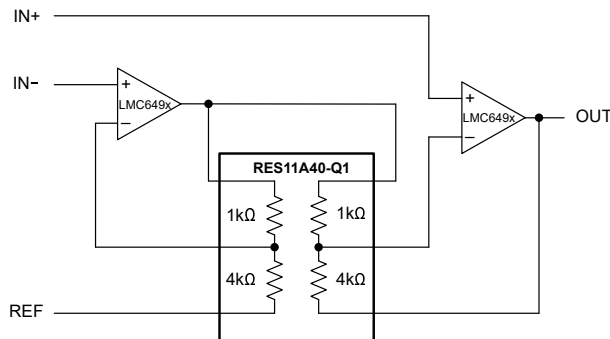 IN+
IN−
+
LMC649x
−
+
LMC649x
−
OUT
RES11A40-Q1
1kΩ
1kΩ
4kΩ
4kΩ
REF